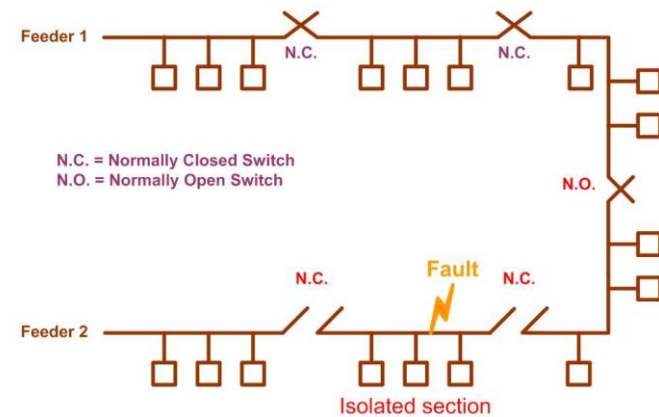 Feeder 1
N.C.
N.C.
N.C. = Normally Closed Switch
N.O. = Normally Open Switch
N.O.
Fault
N.C.
N.C.
Feeder 2
Isolated section